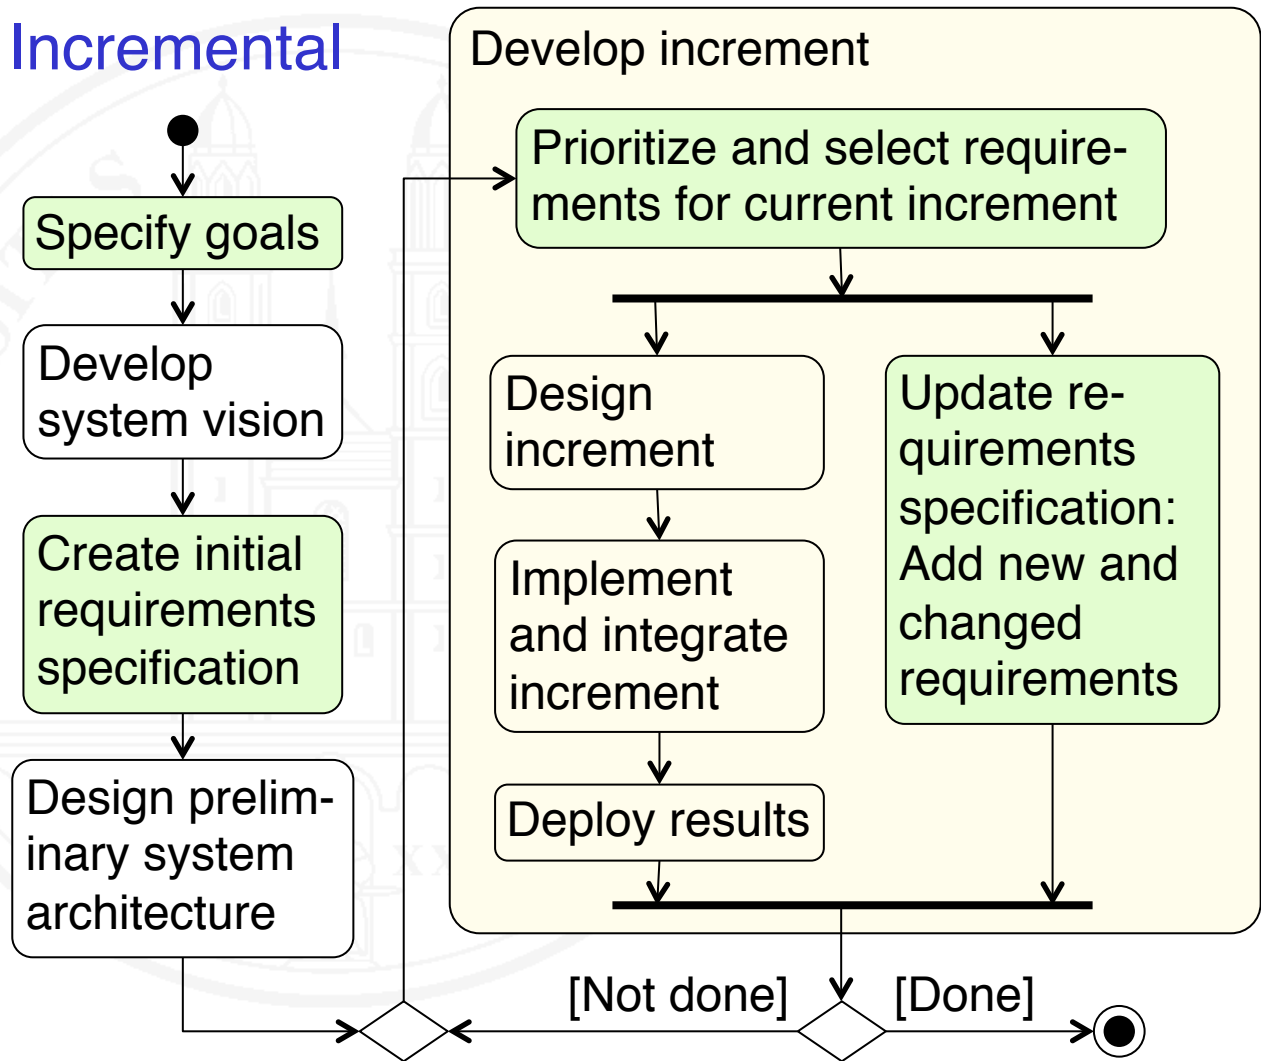 Incremental
Specify goals
Develop
system vision
Create initial
requirements
specification
Design prelim-
inary system
architecture
Develop increment
Prioritize and select require-
ments for current increment
Design
increment
Implement
and integrate
increment
Deploy results
Update re-
quirements
specification:
Add new and
changed
requirements
[Not done]
[Done]